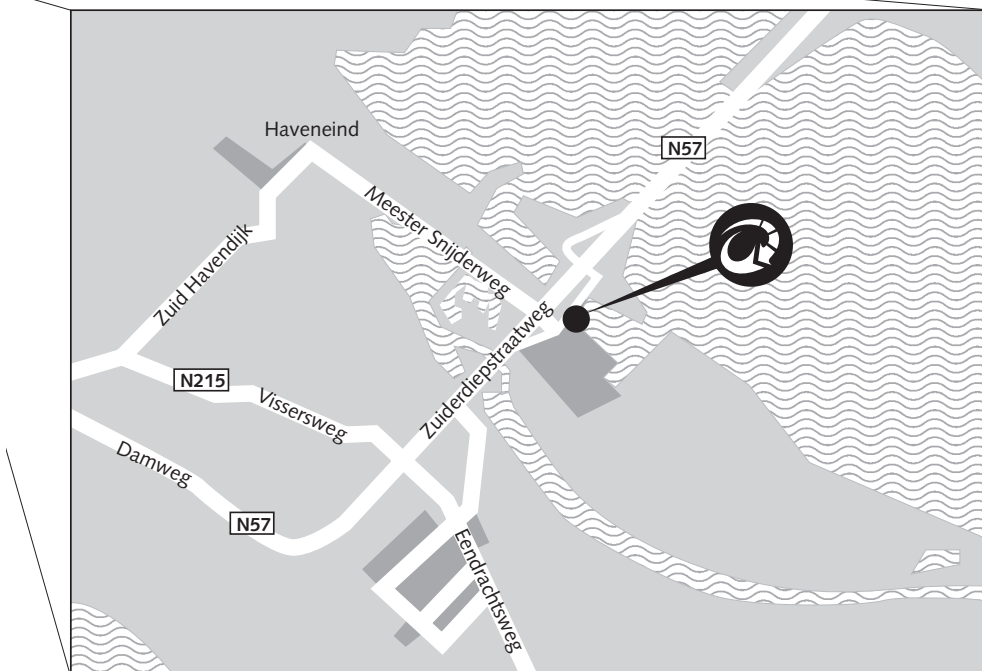 Haveneind
N57
Meester Snijderweg
Zuid Havendijk
Zuiderdiepstraatweg
N215
Vissersweg
Damweg
N57
Eendrachtsweg